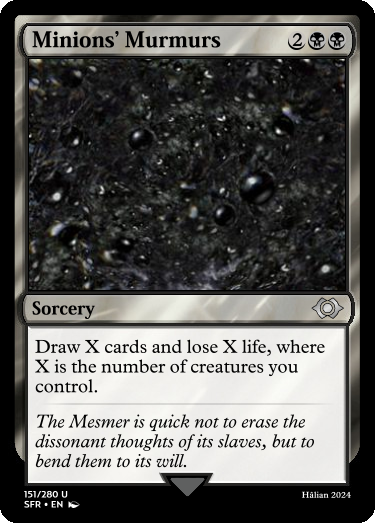 Minions’ Murmurs 2
Sorcery
Draw X cards and lose X life, where
X is the number of creatures you
control.
The Mesmer is quick not to erase the
dissonant thoughts of its slaves, but to
bend them to its will.
151/280 U
SFR • EN
Hålian 2024